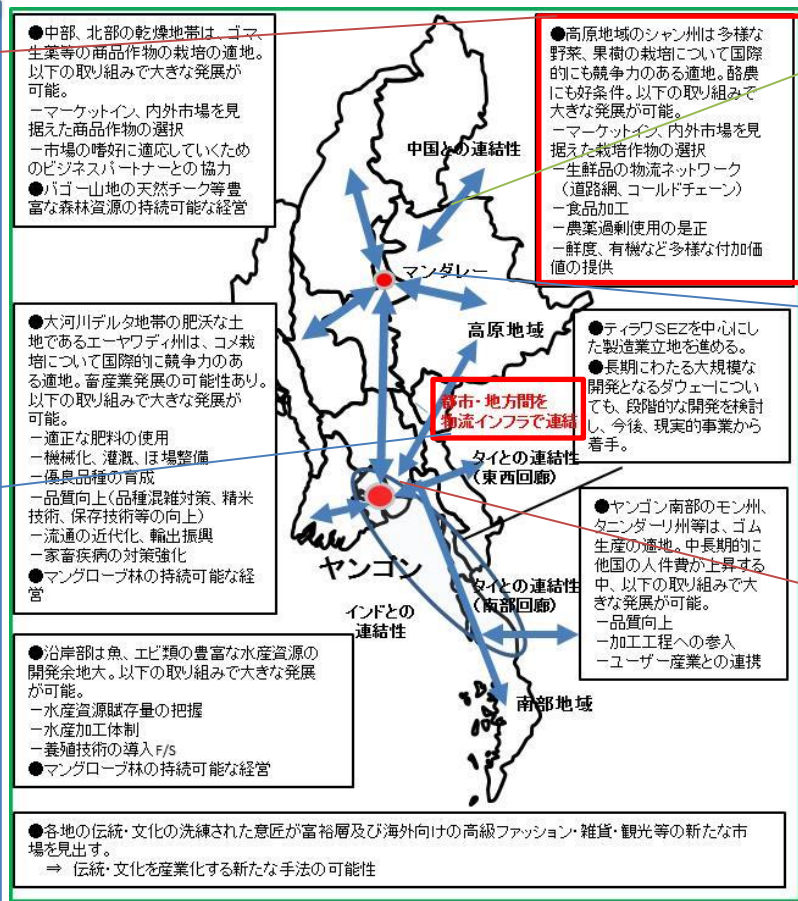 ●中部、北部の乾燥地帯は、ゴマ、
生薬等の商品作物の栽培の適地。
以下の取り組みで大きな発展が
可能。
－マーケットイン、内外市場を見
据えた商品作物の選択
－市場の嗜好に適応していくため
のビジネスパートナーとの協力
●バゴー山地の天然チーク等豊
富な森林資源の持続可能な経営
●高原地域のシャン州は多様な
野菜、果樹の栽培について国際
的にも競争力のある適地。酪農
にも好条件。以下の取り組みで
大きな発展が可能。
－マーケットイン、内外市場を見
据えた栽培作物の選択
－生鮮品の物流ネットワーク
（道路網、コールドチェーン）
－食品加工
－農薬過剰使用の是正
－鮮度、有機など多様な付加価
値の提供
中国との連結性
マンダレー
高原地域
●大河川デルタ地帯の肥沃な土
地であるエーヤワディ州は、コメ栽
培について国際的に競争力のあ
る適地。畜産業発展の可能性あり。
以下の取り組みで大きな発展が
可能。
－適正な肥料の使用
－機械化、灌漑、ほ場整備
－優良品種の育成
－品質向上（品種混雑対策、精米
技術、保存技術等の向上）
－流通の近代化、輸出振興
－家畜疾病の対策強化
●マングローブ林の持続可能な経
営
●ティラワSEZを中心にし
た製造業立地を進める。
●長期にわたる大規模な
開発となるダウェーについ
ても、段階的な開発を検討
し、今後、現実的事業から
着手。
都市・地方間を
物流インフラで連結
タイとの連結性
（東西回廊）
ヤンゴン
タイとの連結性
（南部回廊）
インドとの
連結性
●ヤンゴン南部のモン州、
タニンダーリ州等は、ゴム
生産の適地。中長期的に
他国の人件費が上昇する
中、以下の取り組みで大
きな発展が可能。
－品質向上
－加工工程への参入
－ユーザー産業との連携
南部地域
●沿岸部は魚、エビ類の豊富な水産資源の
開発余地大。以下の取り組みで大きな発展
が可能。
－水産資源賦存量の把握
－水産加工体制
－養殖技術の導入F/S
●マングローブ林の持続可能な経営
●各地の伝統・文化の洗練された意匠が富裕層及び海外向けの高級ファッション・雑貨・観光等の新たな市
場を見出す。
⇒ 伝統・文化を産業化する新たな手法の可能性